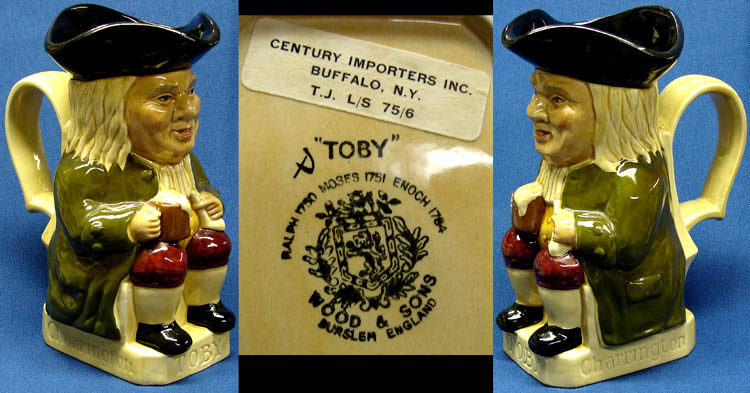 Charrington
TOBY
CENTURY IMPORTERS INC.
BUFFALO, N.Y.
T.J. L/S 75/6
A "TOBY"
RALPH 1750 MOSES 1751 ENOCH 1784
WOOD & SONS
BURSLEM ENGLAND
TOBY
Charrington